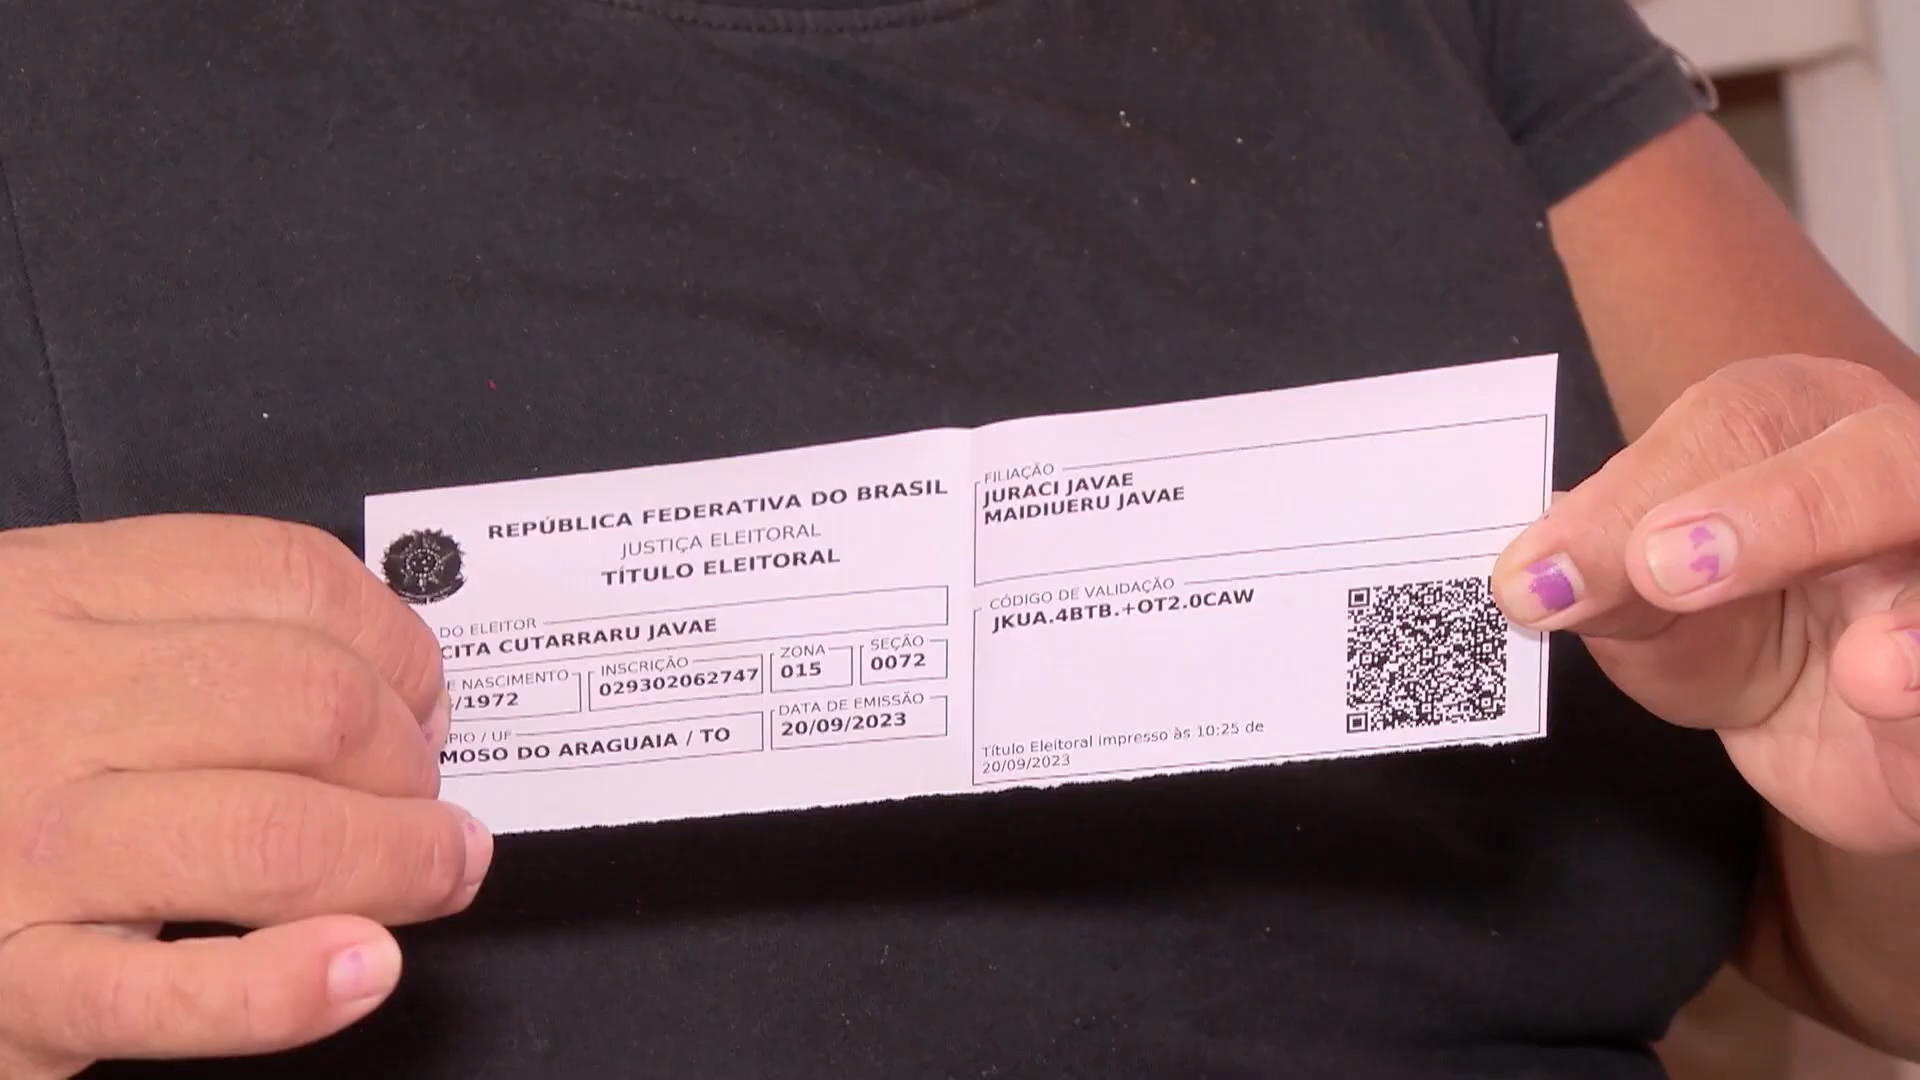 REPÚBLICA FEDERATIVA DO BRASIL
JUSTIÇA ELEITORAL
TÍTULO ELEITORAL
DO ELEITOR
CITA CUTARRARU JAVAE
E NASCIMENTO
/1972
INSCRIÇÃO
029302062747
ZONA
015
SEÇÃO
0072
PIO / UF
MOSO DO ARAGUAIA / TO
DATA DE EMISSÃO
20/09/2023
FILIAÇÃO
JURACI JAVAE
MAIDIUERU JAVAE
CÓDIGO DE VALIDAÇÃO
JKUA.4BTB.+OT2.0CAW
Título Eleitoral impresso às 10:25 de
20/09/2023